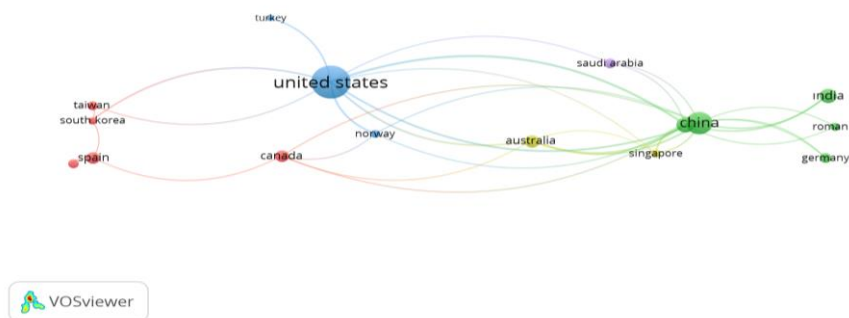 turkey
saudi arabia
united states
india
taiwan
south korea
china
roman
norway
australia
singapore
canada
spain
germany
VOSviewer